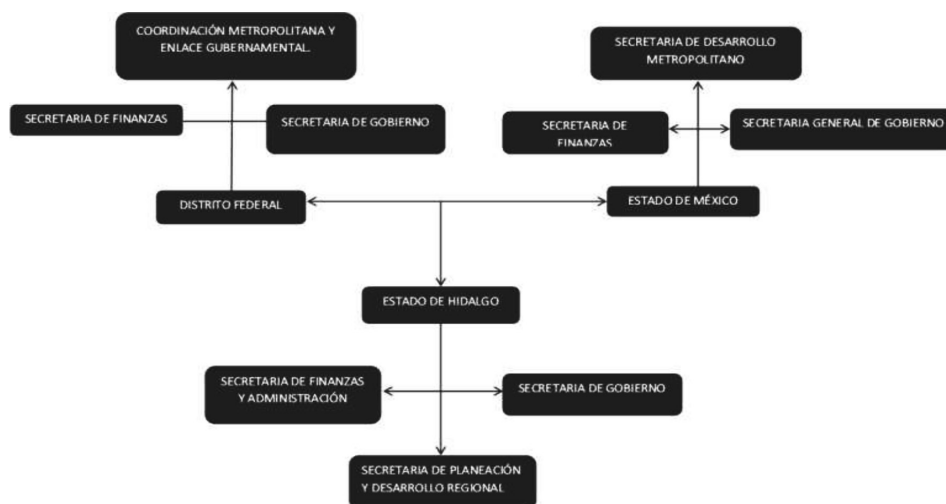 COORDINACIÓN METROPOLITANA Y
ENLACE GUBERNAMENTAL.
SECRETARIA DE FINANZAS
SECRETARIA DE GOBIERNO
DISTRITO FEDERAL
SECRETARIA DE DESARROLLO
METROPOLITANO
SECRETARIA DE
FINANZAS
SECRETARIA GENERAL DE GOBIERNO
ESTADO DE MÉXICO
ESTADO DE HIDALGO
SECRETARIA DE FINANZAS
Y ADMINISTRACIÓN
SECRETARIA DE GOBIERNO
SECRETARIA DE PLANEACIÓN
Y DESARROLLO REGIONAL